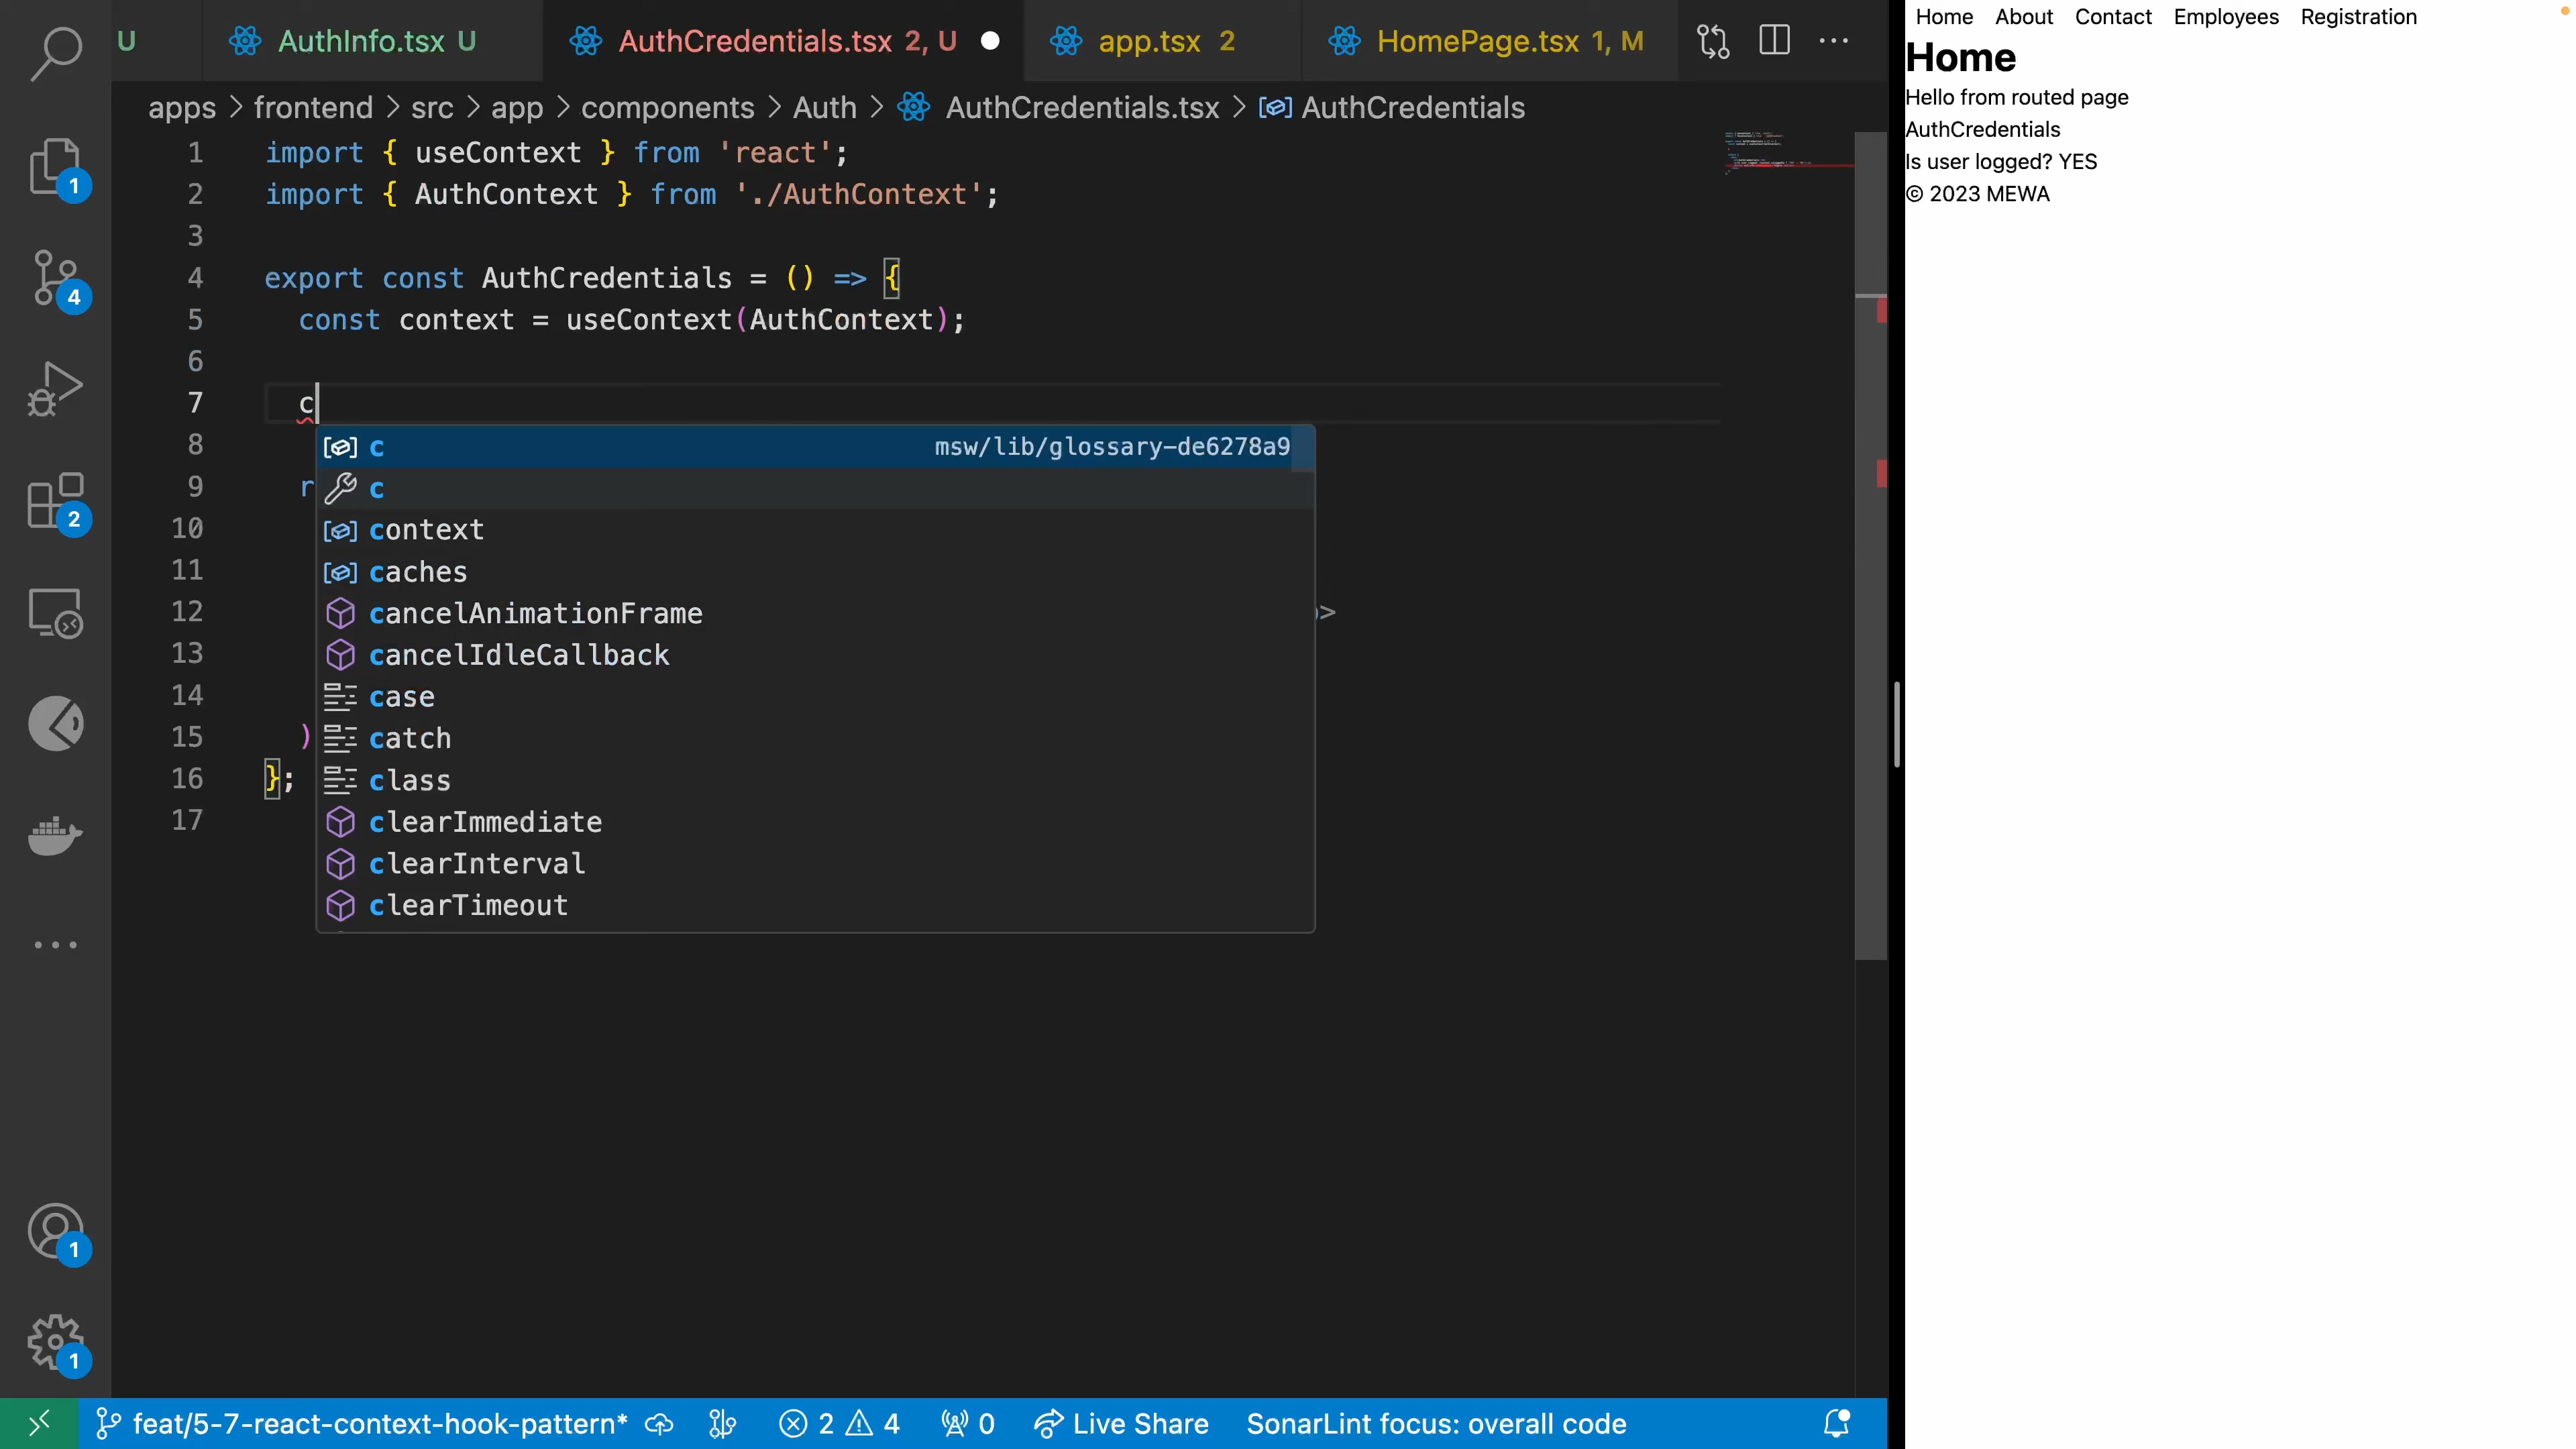 U AuthInfo.tsx U AuthCredentials.tsx 2, U app.tsx 2 HomePage.tsx 1, M
apps > frontend > src > app > components > Auth > AuthCredentials.tsx > AuthCredentials
1 import { useContext } from 'react';
2 import { AuthContext } from './AuthContext';
3
4 export const AuthCredentials = () => {
5 const context = useContext(AuthContext);
6
7 c
8 c msw/lib/glossary-de6278a9
9 r c
10 context
11 caches
12 cancelAnimationFrame >
13 cancelIdleCallback
14 case
15 ) catch
16 }; class
17 clearImmediate
clearInterval
clearTimeout
1
4
2
1
1
feat/5-7-react-context-hook-pattern* 2 4 0 Live Share SonarLint focus: overall code
Home About Contact Employees Registration
Home
Hello from routed page
AuthCredentials
Is user logged? YES
© 2023 MEWA